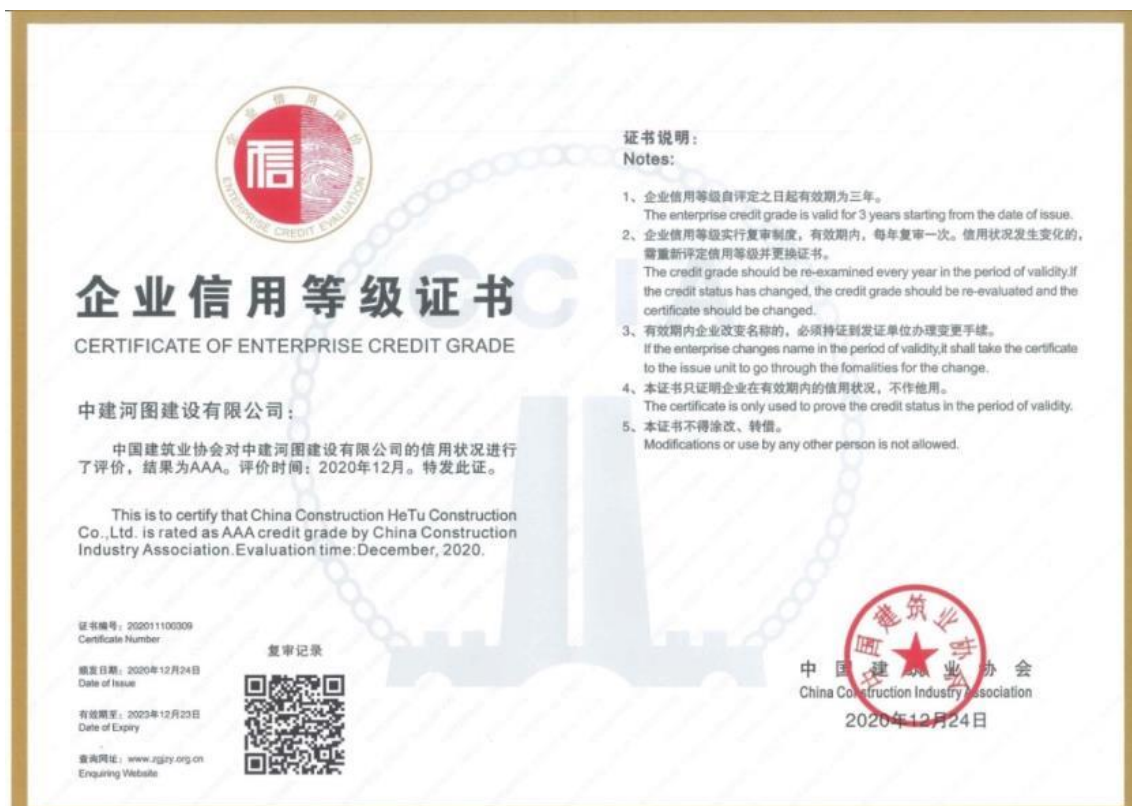 企业信用评价
信
ENTERPRISE CREDIT EVALUATION
企业信用等级证书
CERTIFICATE OF ENTERPRISE CREDIT GRADE
中建河图建设有限公司：
中国建筑业协会对中建河图建设有限公司的信用状况进行
了评价，结果为AAA。评价时间：2020年12月。特发此证。
This is to certify that China Construction HeTu Construction
Co.,Ltd. is rated as AAA credit grade by China Construction
Industry Association.Evaluation time:December, 2020.
证书编号：202011100309
Certificate Number
颁发日期：2020年12月24日
Date of Issue
有效期至：2023年12月23日
Date of Expiry
查询网址：www.zgjzy.org.cn
Enquiring Website
复审记录
证书说明：
Notes:
1、企业信用等级自评定之日起有效期为三年。
The enterprise credit grade is valid for 3 years starting from the date of issue.
2、企业信用等级实行复审制度，有效期内，每年复审一次。信用状况发生变化的，
需重新评定信用等级并更换证书。
The credit grade should be re-examined every year in the period of validity.If
the credit status has changed, the credit grade should be re-evaluated and the
certificate should be changed.
3、有效期内企业改变名称的，必须持证到发证单位办理变更手续。
If the enterprise changes name in the period of validity,it shall take the certificate
to the issue unit to go through the fomalities for the change.
4、本证书只证明企业在有效期内的信用状况，不作他用。
The certificate is only used to prove the credit status in the period of validity.
5、本证书不得涂改、转借。
Modifications or use by any other person is not allowed.
中国建筑业协会
中国建筑业协会
China Construction Industry Association
2020年12月24日